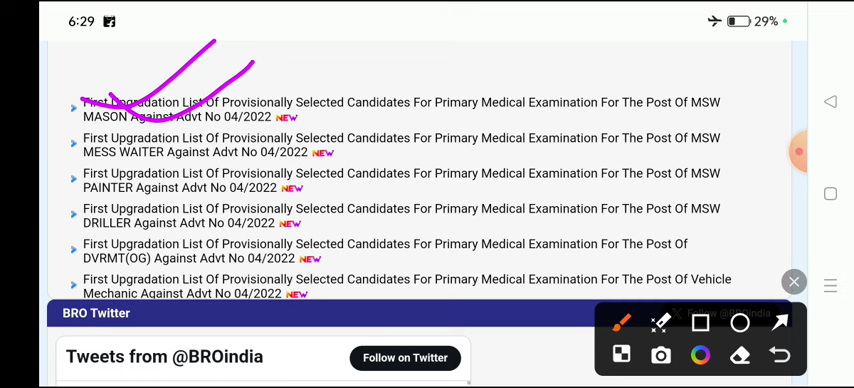 6:29
29%
First Upgradation List Of Provisionally Selected Candidates For Primary Medical Examination For The Post Of MSW
MASON Against Advt No 04/2022 NEW
First Upgradation List Of Provisionally Selected Candidates For Primary Medical Examination For The Post Of MSW
MESS WAITER Against Advt No 04/2022 NEW
First Upgradation List Of Provisionally Selected Candidates For Primary Medical Examination For The Post Of MSW
PAINTER Against Advt No 04/2022 NEW
First Upgradation List Of Provisionally Selected Candidates For Primary Medical Examination For The Post Of MSW
DRILLER Against Advt No 04/2022 NEW
First Upgradation List Of Provisionally Selected Candidates For Primary Medical Examination For The Post Of
DVRMT(OG) Against Advt No 04/2022 NEW
First Upgradation List Of Provisionally Selected Candidates For Primary Medical Examination For The Post Of Vehicle
Mechanic Against Advt No 04/2022 NEW
BRO Twitter
Follow @BROindia
Tweets from @BROindia
Follow on Twitter